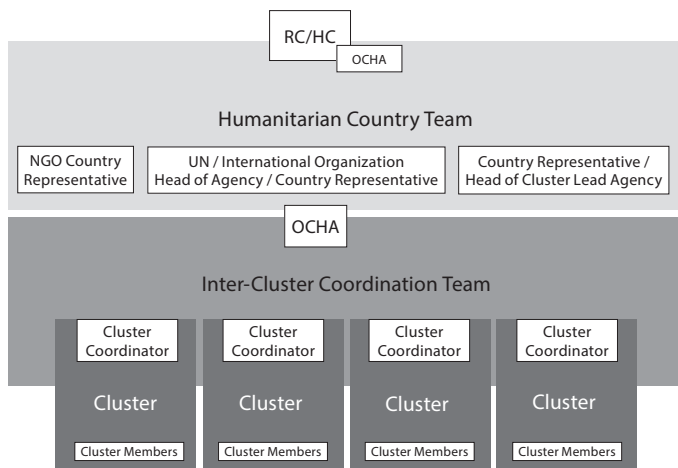 RC/HC
OCHA
Humanitarian Country Team
NGO Country
Representative
UN / International Organization
Head of Agency / Country Representative
Country Representative /
Head of Cluster Lead Agency
OCHA
Inter-Cluster Coordination Team
Cluster
Coordinator
Cluster
Coordinator
Cluster
Coordinator
Cluster
Coordinator
Cluster
Cluster
Cluster
Cluster
Cluster Members
Cluster Members
Cluster Members
Cluster Members